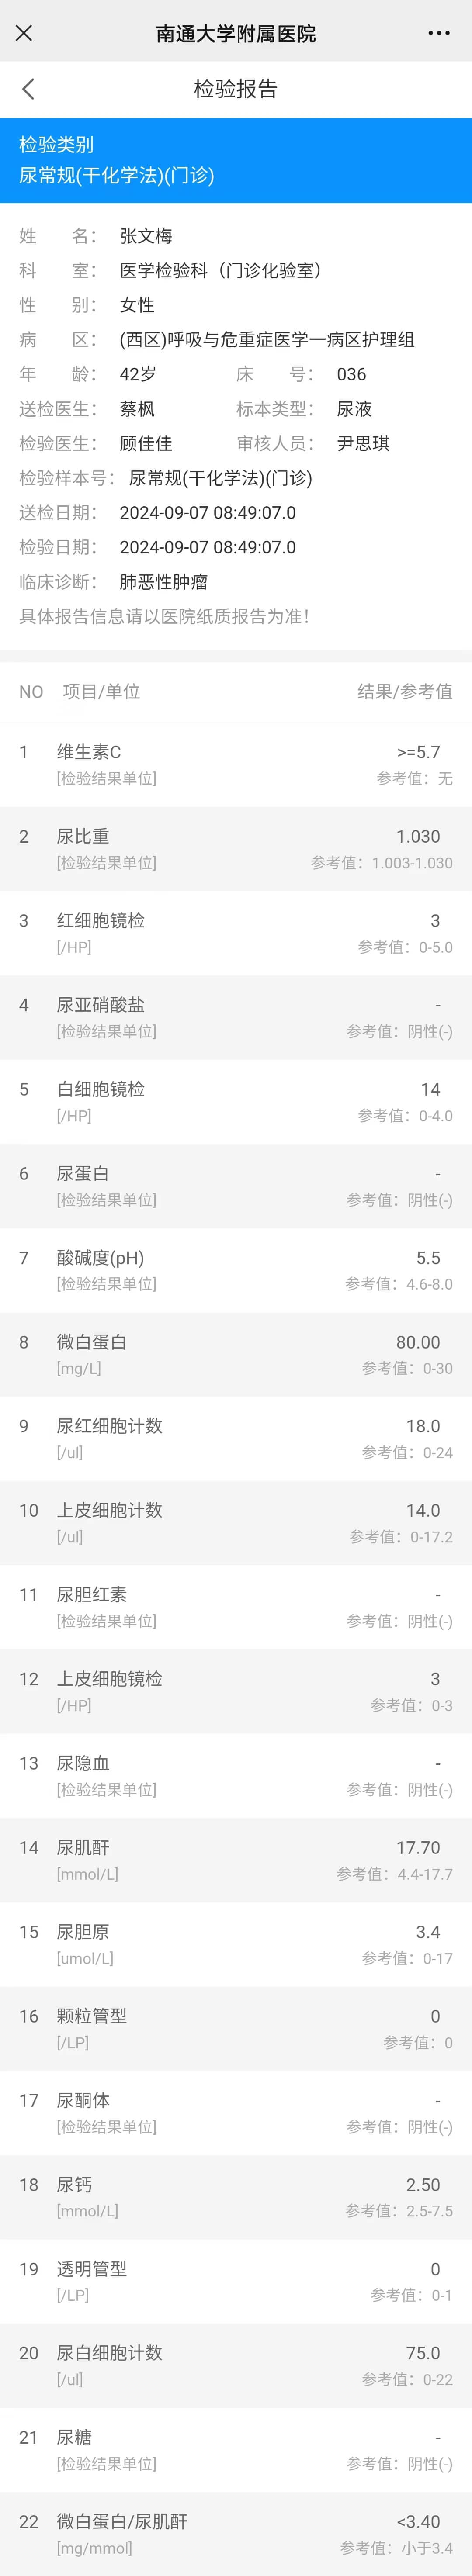 南通大学附属医院
检验报告
检验类别
尿常规(干化学法)(门诊)
姓 名： 张文梅
科 室： 医学检验科（门诊化验室）
性 别： 女性
病 区： (西区)呼吸与危重症医学一病区护理组
年 龄： 42岁 床 号： 036
送检医生： 蔡枫 标本类型： 尿液
检验医生： 顾佳佳 审核人员： 尹思琪
检验样本号： 尿常规(干化学法)(门诊)
送检日期： 2024-09-07 08:49:07.0
检验日期： 2024-09-07 08:49:07.0
临床诊断： 肺恶性肿瘤
具体报告信息请以医院纸质报告为准！
NO 项目/单位 结果/参考值
1 维生素C >=5.7
[检验结果单位] 参考值：无
2 尿比重 1.030
[检验结果单位] 参考值：1.003-1.030
3 红细胞镜检 3
[/HP] 参考值：0-5.0
4 尿亚硝酸盐 -
[检验结果单位] 参考值：阴性(-)
5 白细胞镜检 14
[/HP] 参考值：0-4.0
6 尿蛋白 -
[检验结果单位] 参考值：阴性(-)
7 酸碱度(pH) 5.5
[检验结果单位] 参考值：4.6-8.0
8 微白蛋白 80.00
[mg/L] 参考值：0-30
9 尿红细胞计数 18.0
[/ul] 参考值：0-24
10 上皮细胞计数 14.0
[/ul] 参考值：0-17.2
11 尿胆红素 -
[检验结果单位] 参考值：阴性(-)
12 上皮细胞镜检 3
[/HP] 参考值：0-3
13 尿隐血 -
[检验结果单位] 参考值：阴性(-)
14 尿肌酐 17.70
[mmol/L] 参考值：4.4-17.7
15 尿胆原 3.4
[umol/L] 参考值：0-17
16 颗粒管型 0
[/LP] 参考值：0
17 尿酮体 -
[检验结果单位] 参考值：阴性(-)
18 尿钙 2.50
[mmol/L] 参考值：2.5-7.5
19 透明管型 0
[/LP] 参考值：0-1
20 尿白细胞计数 75.0
[/ul] 参考值：0-22
21 尿糖 -
[检验结果单位] 参考值：阴性(-)
22 微白蛋白/尿肌酐 <3.40
[mg/mmol] 参考值：小于3.4